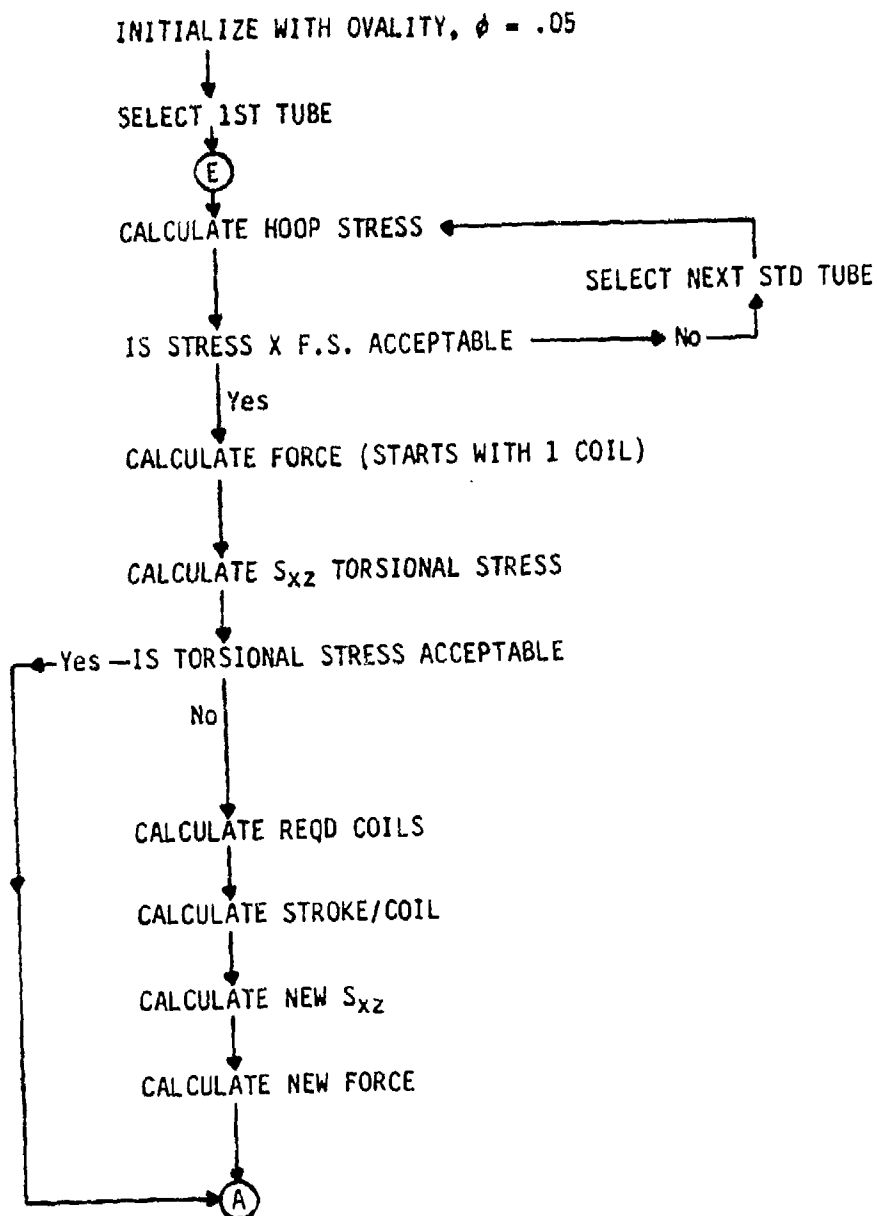 INITIALIZE WITH OVALITY, φ = .05
SELECT 1ST TUBE
E
CALCULATE HOOP STRESS
SELECT NEXT STD TUBE
IS STRESS X F.S. ACCEPTABLE
No
Yes
CALCULATE FORCE (STARTS WITH 1 COIL)
CALCULATE SXZ TORSIONAL STRESS
Yes
IS TORSIONAL STRESS ACCEPTABLE
No
CALCULATE REQD COILS
CALCULATE STROKE/COIL
CALCULATE NEW SXZ
CALCULATE NEW FORCE
A